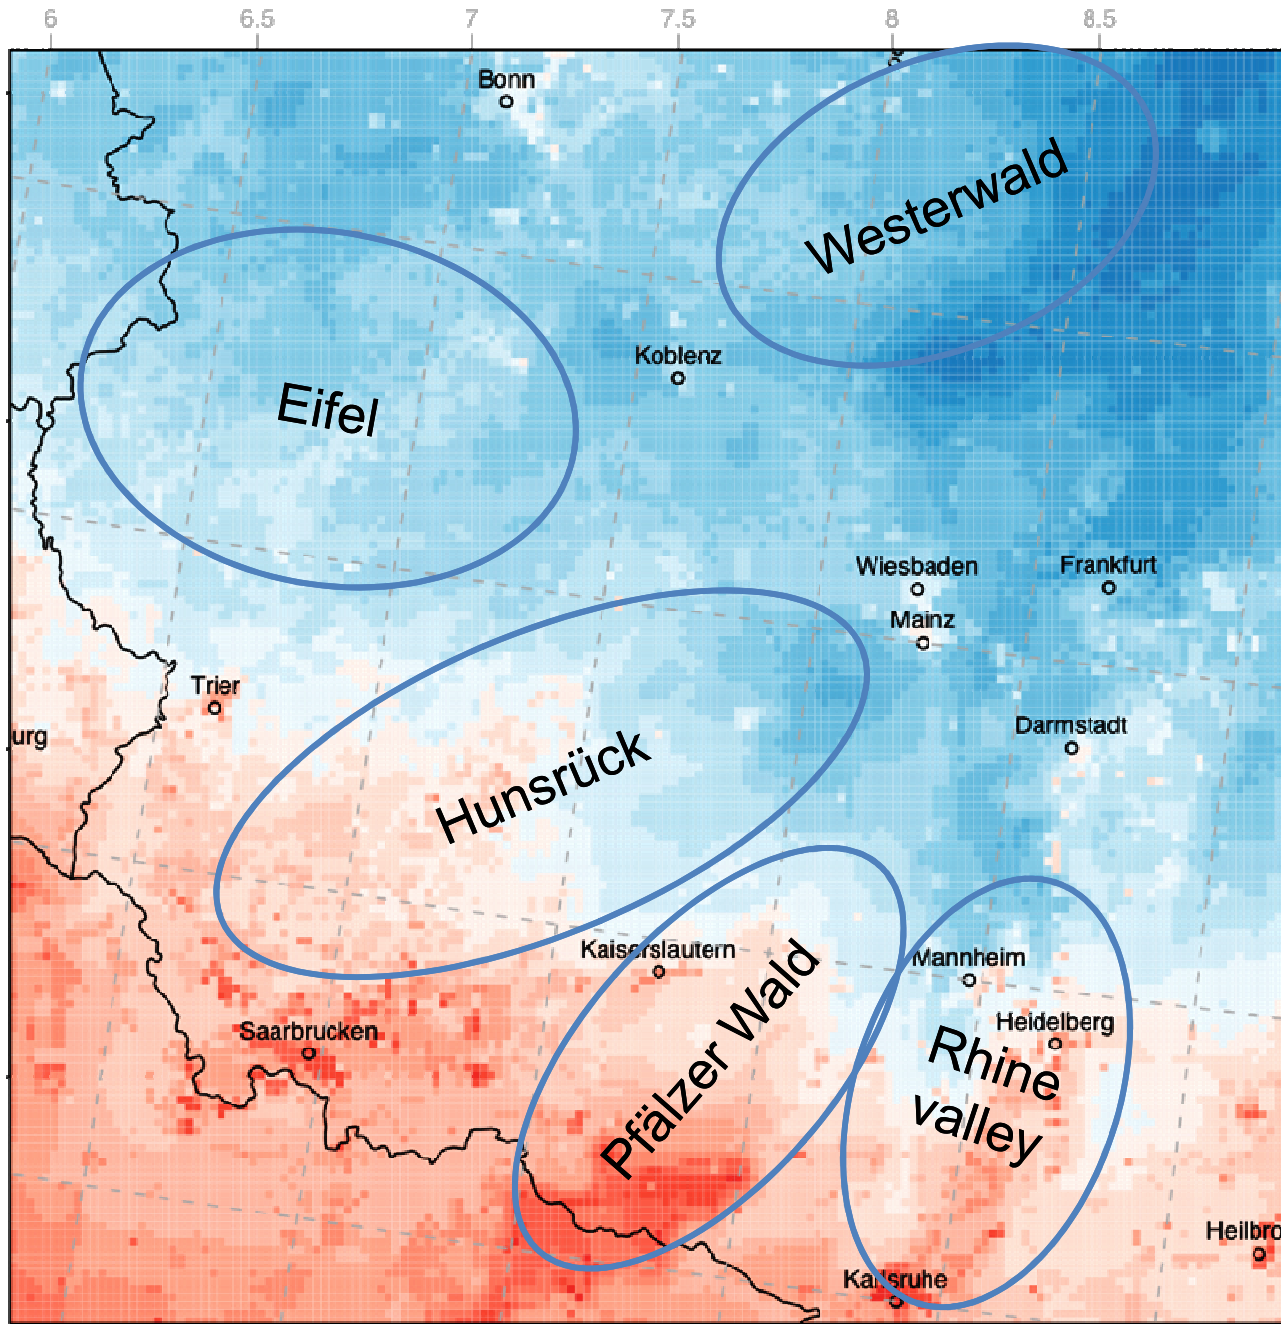 6 6.5 7 7.5 8 8.5
Bonn
Westerwald
Koblenz
Eifel
Wiesbaden
Frankfurt
Mainz
Trier
Darmstadt
urg
Hunsrück
Kaiserslautern
Mannheim
Pfälzer Wald
Saarbrucken
Heidelberg
Rhine
valley
Heilbro
Karlsruhe